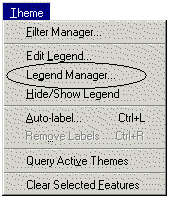 Theme
Filter Manager...
Edit Legend...
Legend Manager...
Hide/Show Legend
Auto-label... Ctrl+L
Remove Labels Ctrl+R
Query Active Themes
Clear Selected Features